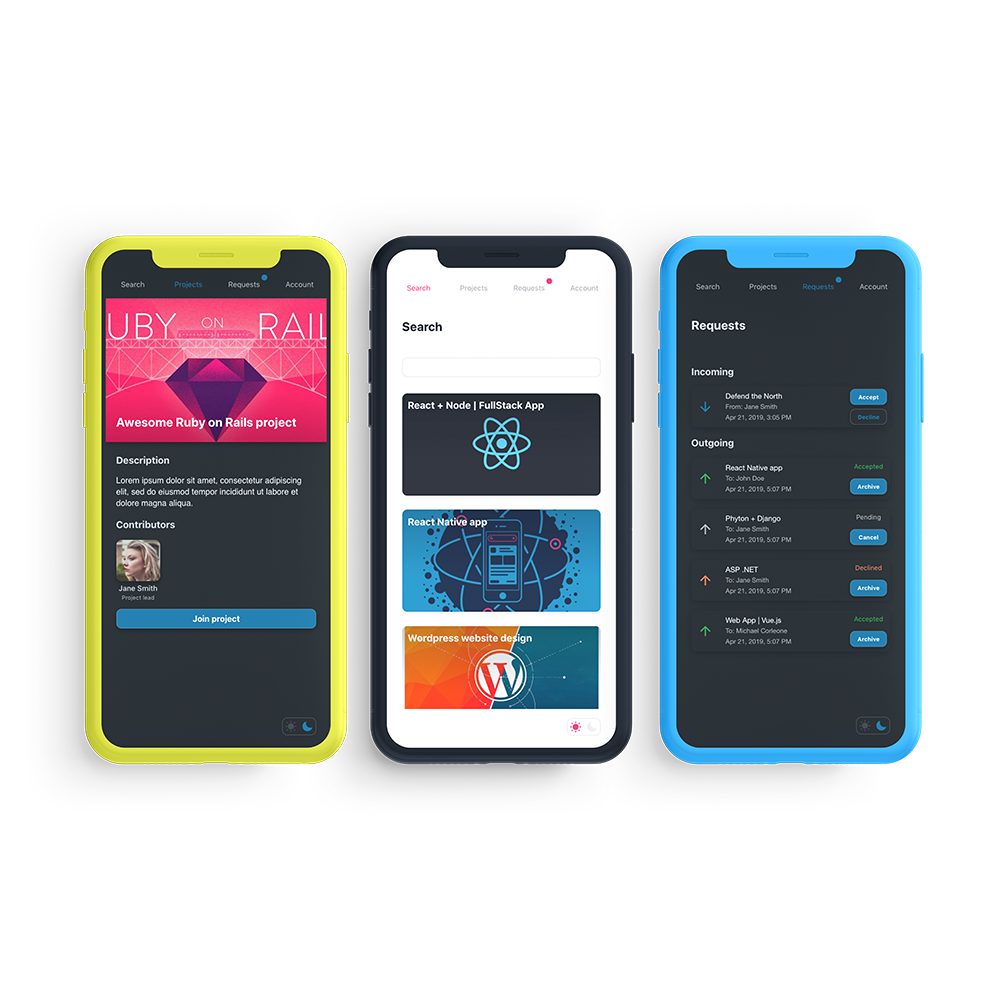 Search Projects Requests Account
UBY ON RAIL
Awesome Ruby on Rails project
Description
Lorem ipsum dolor sit amet, consectetur adipiscing
elit, sed do eiusmod tempor incididunt ut labore et
dolore magna aliqua.
Contributors
Jane Smith
Project lead
Join project
Search Projects Requests Account
Search
React + Node | FullStack App
React Native app
Wordpress website design
W
Search Projects Requests Account
Requests
Incoming
Defend the North
From: Jane Smith
Apr 21, 2019, 3:05 PM
Accept
Decline
Outgoing
React Native app
To: John Doe
Apr 21, 2019, 5:07 PM
Accepted
Archive
Phyton + Django
To: Jane Smith
Apr 21, 2019, 5:07 PM
Pending
Cancel
ASP .NET
To: Jane Smith
Apr 21, 2019, 5:07 PM
Declined
Archive
Web App | Vue.js
To: Michael Corleone
Apr 21, 2019, 5:07 PM
Accepted
Archive